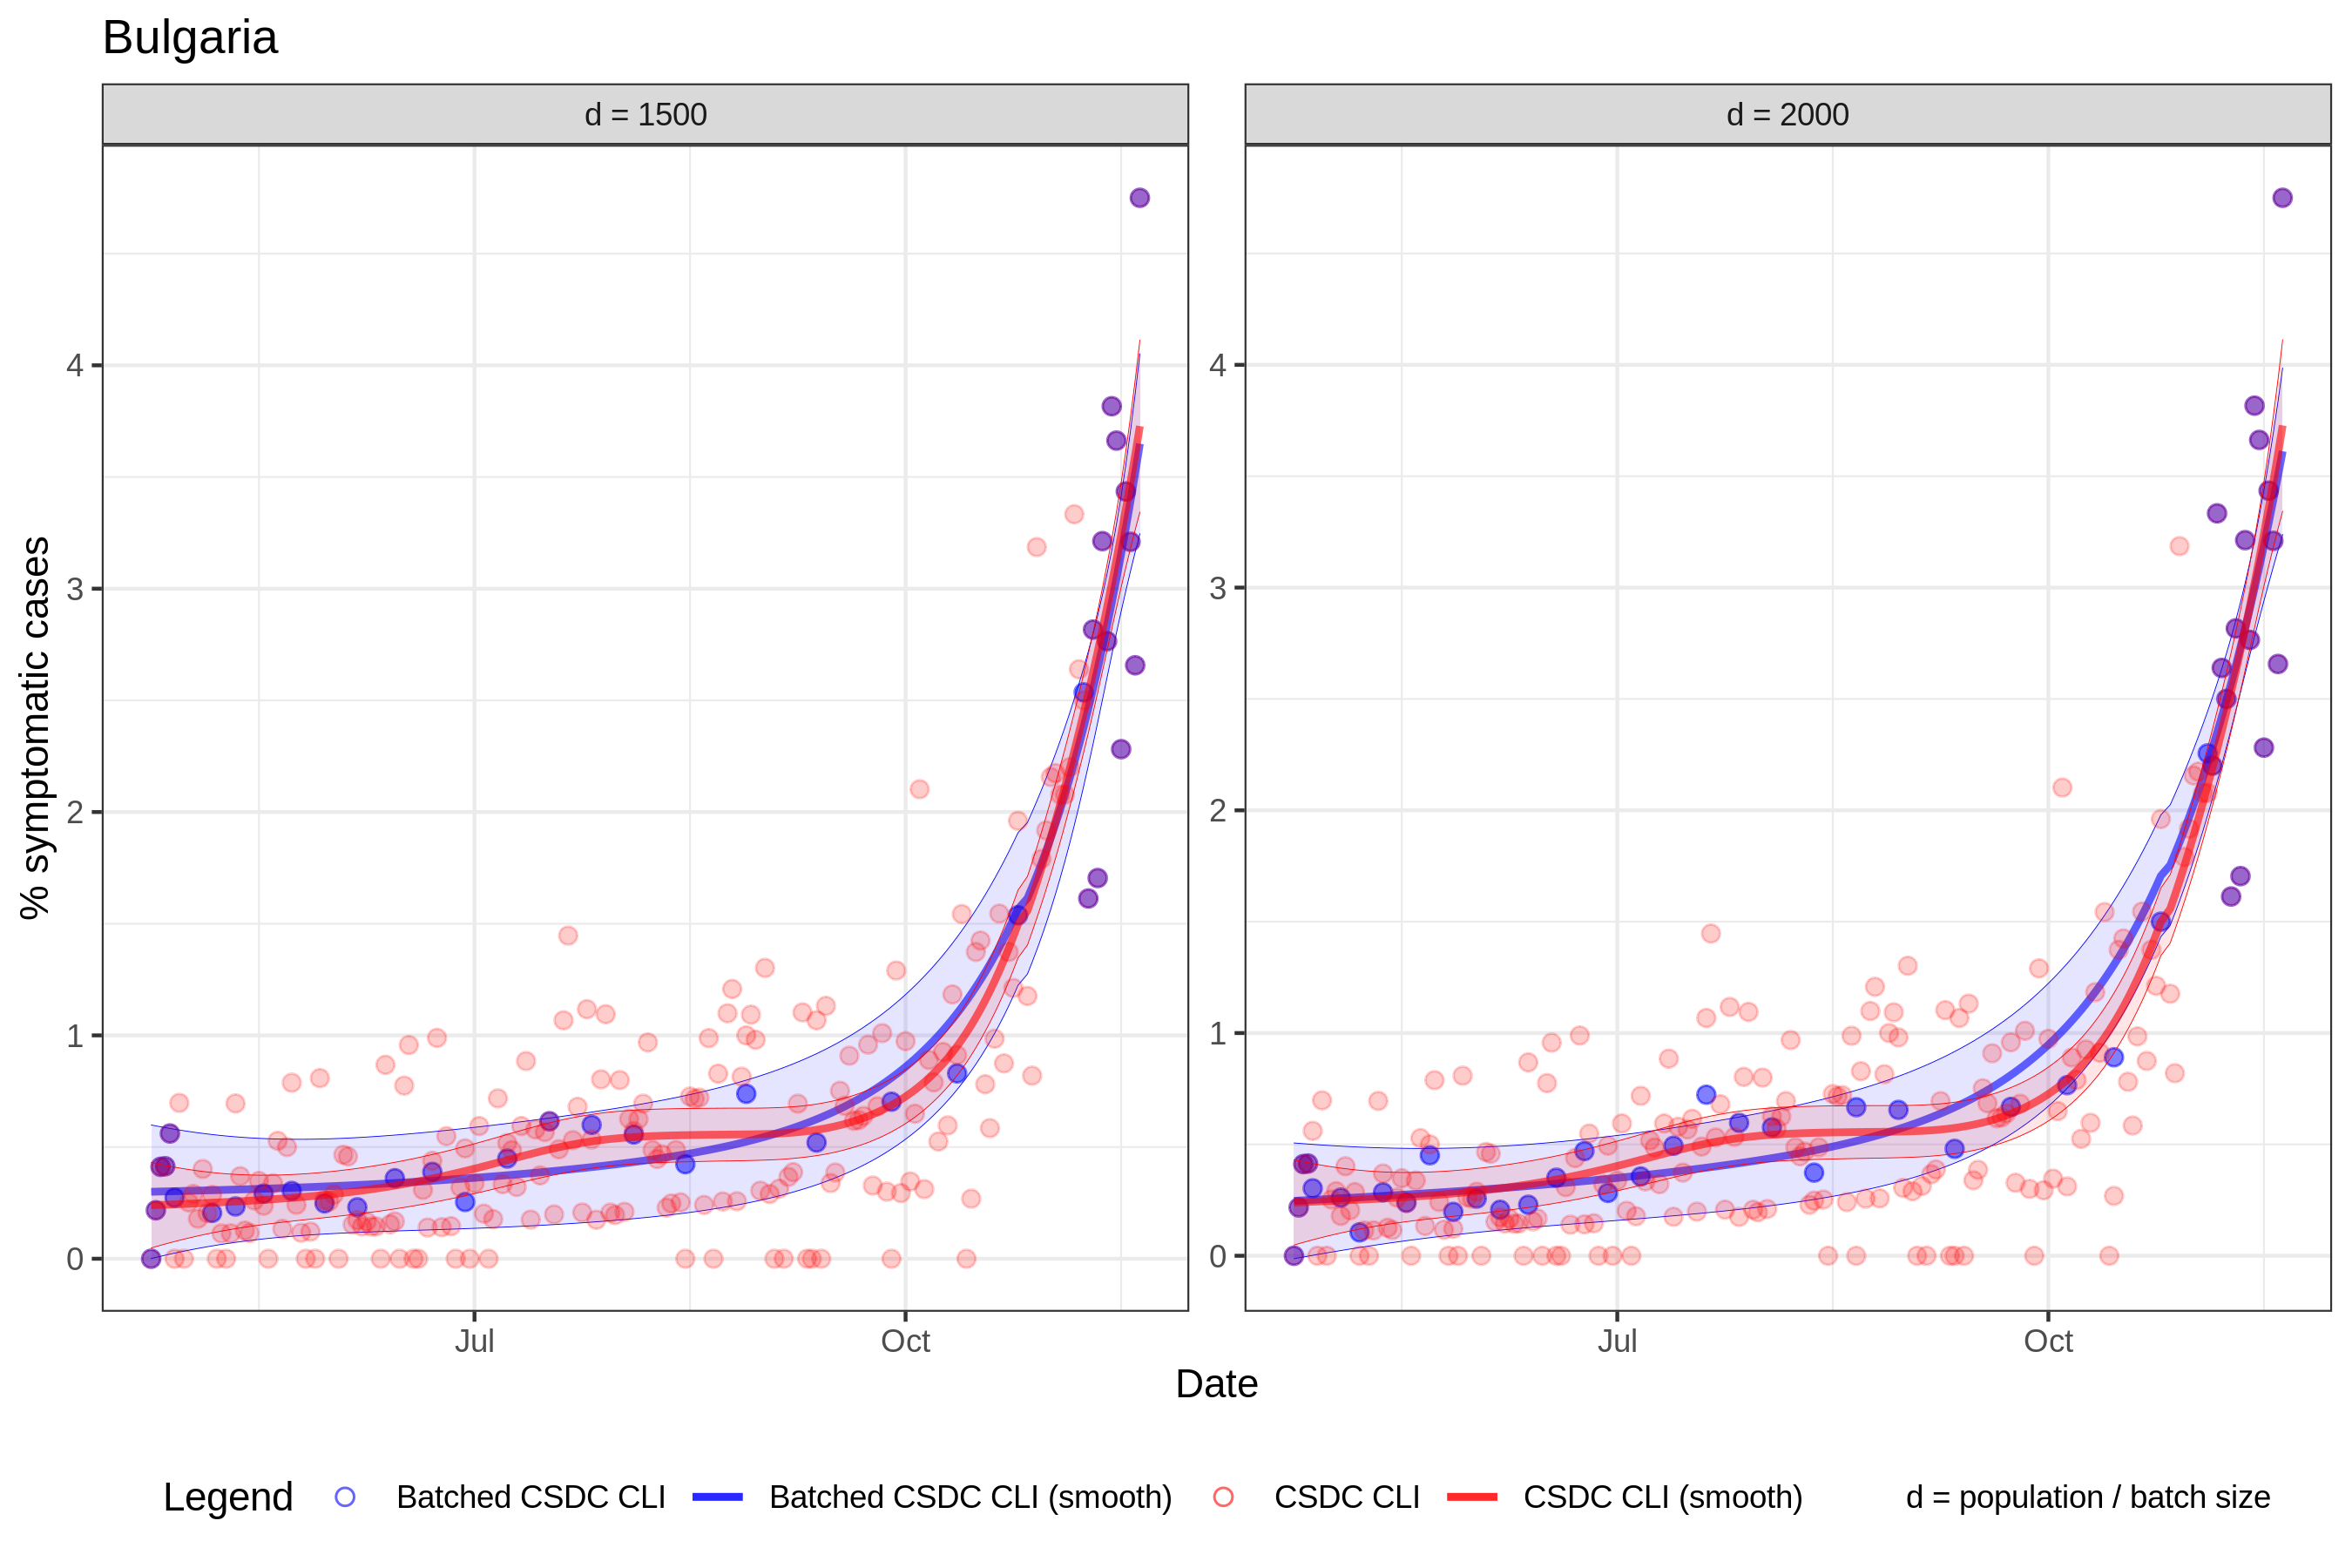 Bulgaria
d = 1500
d = 2000
% symptomatic cases
4
3
2
1
0
4
3
2
1
0
Jul
Oct
Jul
Oct
Date
Legend
Batched CSDC CLI
Batched CSDC CLI (smooth)
CSDC CLI
CSDC CLI (smooth)
d = population / batch size